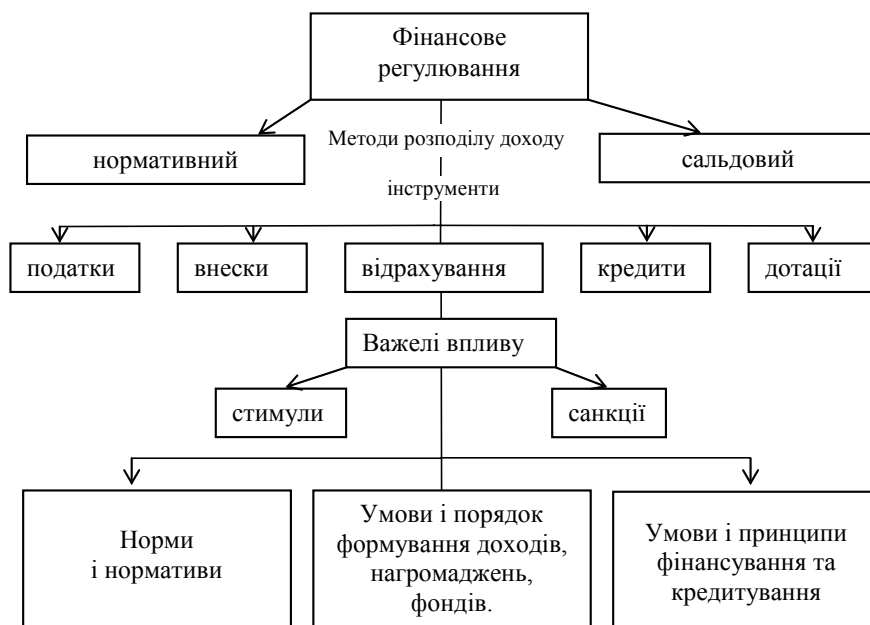 Фінансове
регулювання
Методи розподілу доходу
нормативний
сальдовий
інструменти
податки
внески
відрахування
кредити
дотації
Важелі впливу
стимули
санкції
Норми
і нормативи
Умови і порядок
формування доходів,
нагромаджень,
фондів.
Умови і принципи
фінансування та
кредитування